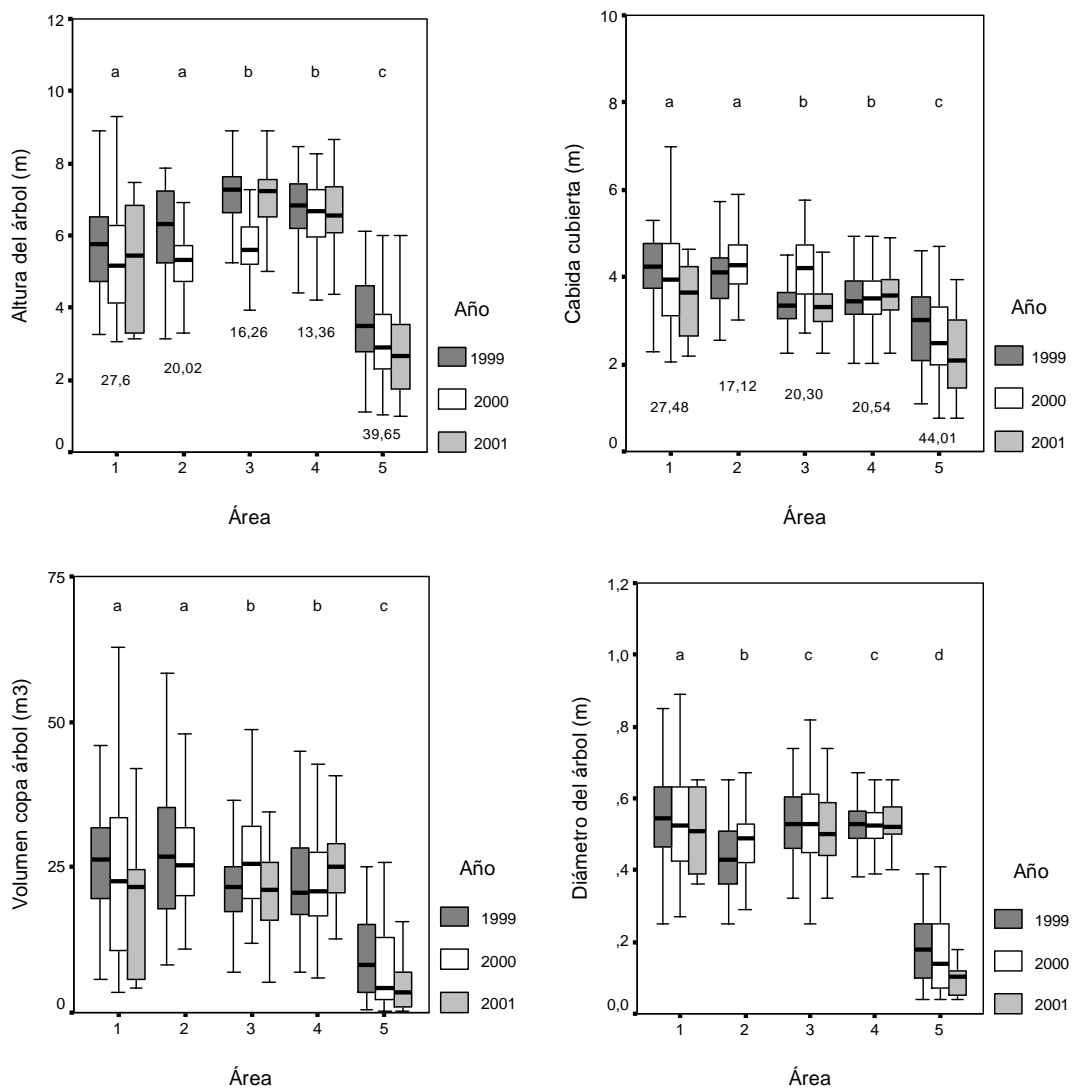 12
10
8
6
4
2
0
Altura del árbol (m)
a a b b c
27,6
20,02
16,26
13,36
39,65
1 2 3 4 5
Área
Año
1999
2000
2001
10
8
6
4
2
0
Cabida cubierta (m)
a a b b c
27,48
17,12
20,30
20,54
44,01
1 2 3 4 5
Área
Año
1999
2000
2001
75
50
25
0
Volumen copa árbol (m3)
a a b b c
1 2 3 4 5
Área
Año
1999
2000
2001
1,2
1,0
,8
,6
,4
,2
0,0
Diámetro del árbol (m)
a b c c d
1 2 3 4 5
Área
Año
1999
2000
2001